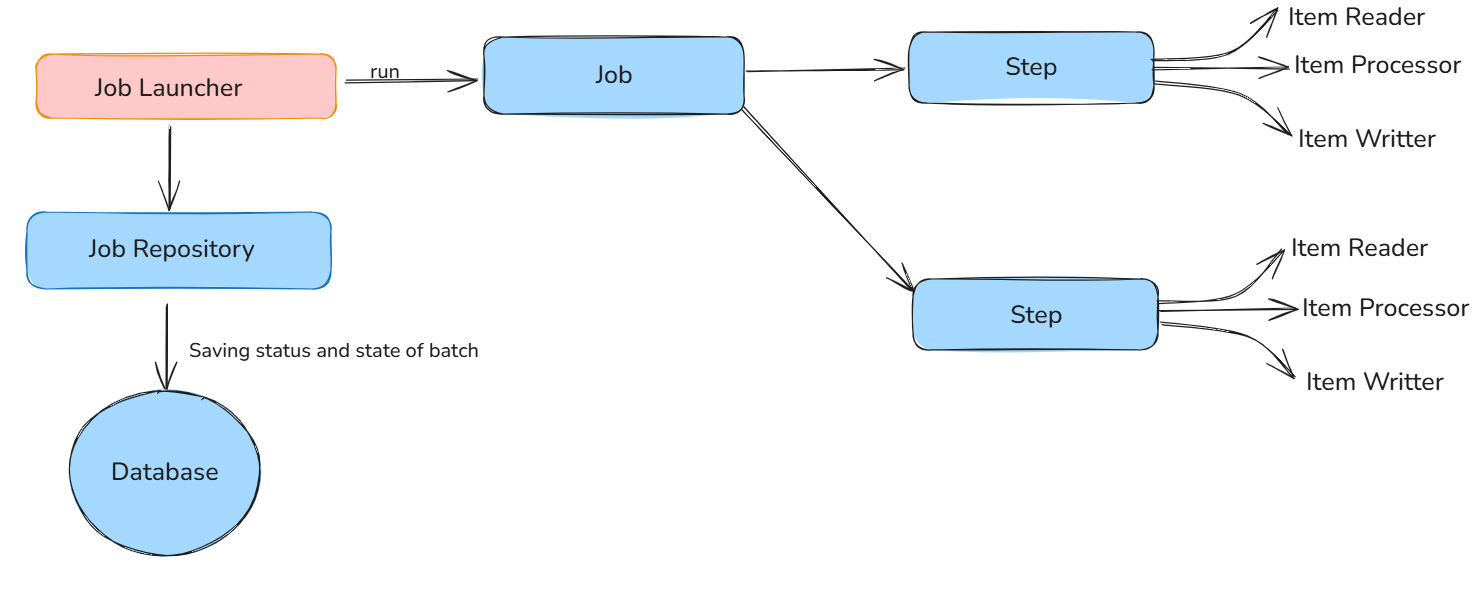 Job Launcher
run
Job
Step
Item Reader
Item Processor
Item Writter
Job Repository
Saving status and state of batch
Database
Step
Item Reader
Item Processor
Item Writter